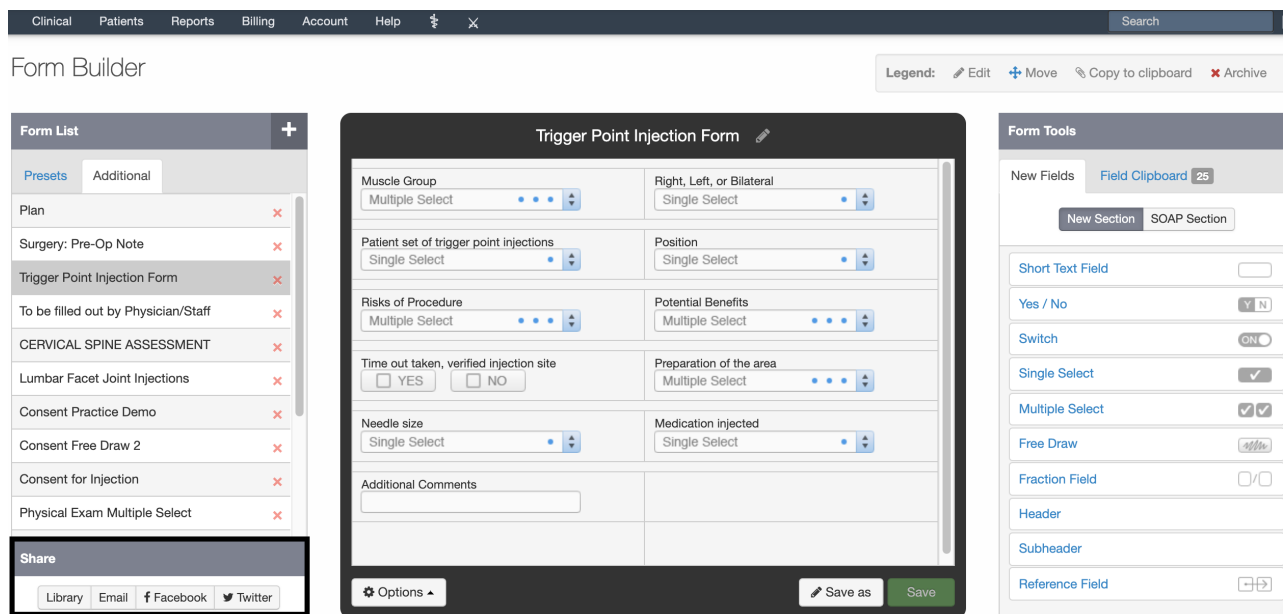 Clinical Patients Reports Billing Account Help Search
Form Builder
Legend: Edit Move Copy to clipboard Archive
Form List
Presets Additional
Plan
Surgery: Pre-Op Note
Trigger Point Injection Form
To be filled out by Physician/Staff
CERVICAL SPINE ASSESSMENT
Lumbar Facet Joint Injections
Consent Practice Demo
Consent Free Draw 2
Consent for Injection
Physical Exam Multiple Select
Share
Library Email Facebook Twitter
Trigger Point Injection Form
Muscle Group Right, Left, or Bilateral
Multiple Select Single Select
Patient set of trigger point injections Position
Single Select Single Select
Risks of Procedure Potential Benefits
Multiple Select Multiple Select
Time out taken, verified injection site Preparation of the area
YES NO Multiple Select
Needle size Medication injected
Single Select Single Select
Additional Comments
Options Save as Save
Form Tools
New Fields Field Clipboard 25
New Section SOAP Section
Short Text Field
Yes / No Y N
Switch ON
Single Select
Multiple Select
Free Draw
Fraction Field /
Header
Subheader
Reference Field